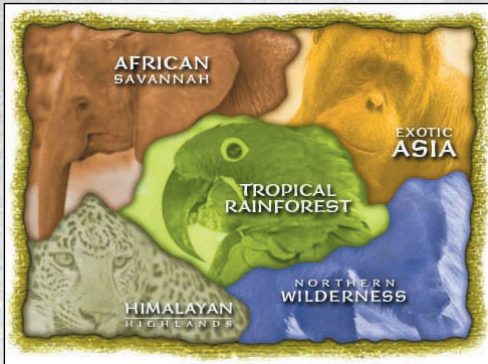 AFRICAN
SAVANNAH
EXOTIC
ASIA
TROPICAL
RAINFOREST
NORTHERN
WILDERNESS
HIMALAYAN
HIGHLANDS